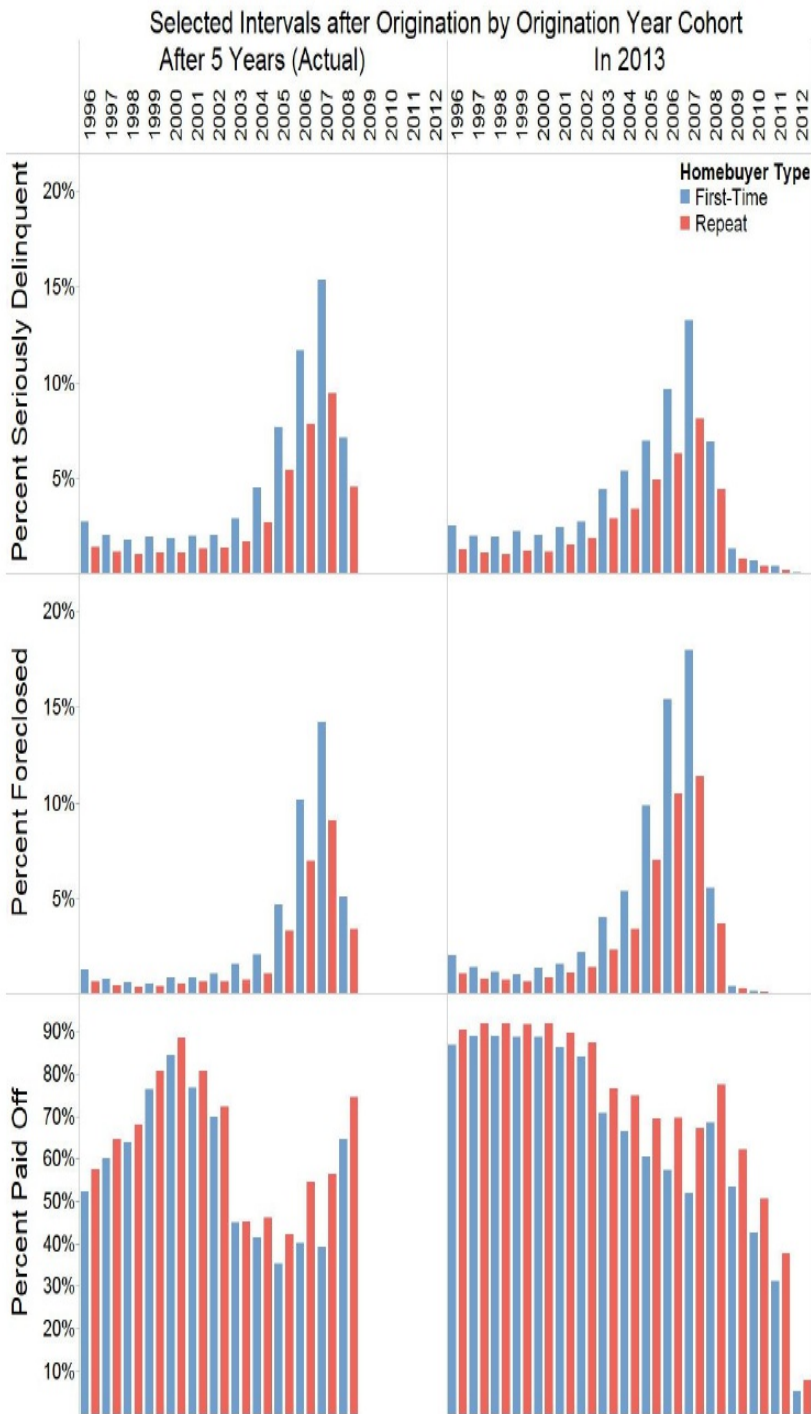 Selected Intervals after Origination by Origination Year Cohort
After 5 Years (Actual)
In 2013
1996 1997 1998 1999 2000 2001 2002 2003 2004 2005 2006 2007 2008 2009 2010 2011 2012
1996 1997 1998 1999 2000 2001 2002 2003 2004 2005 2006 2007 2008 2009 2010 2011 2012
Homebuyer Type
First-Time
Repeat
Percent Seriously Delinquent
20%
15%
10%
5%
Percent Foreclosed
20%
15%
10%
5%
Percent Paid Off
90%
80%
70%
60%
50%
40%
30%
20%
10%